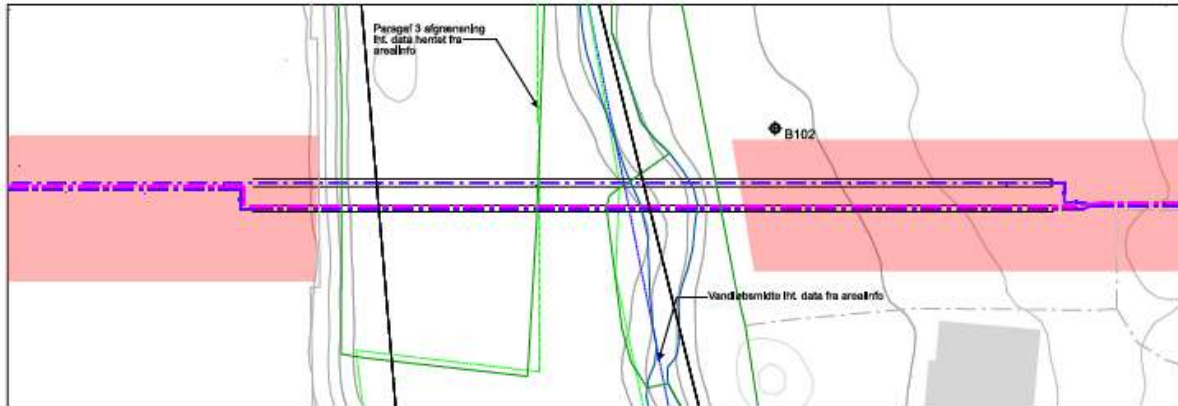 Paragraf 3 afgrænsning
iht. data hentet fra
arealinfo
B102
Vandløbsmidte iht. data fra arealinfo